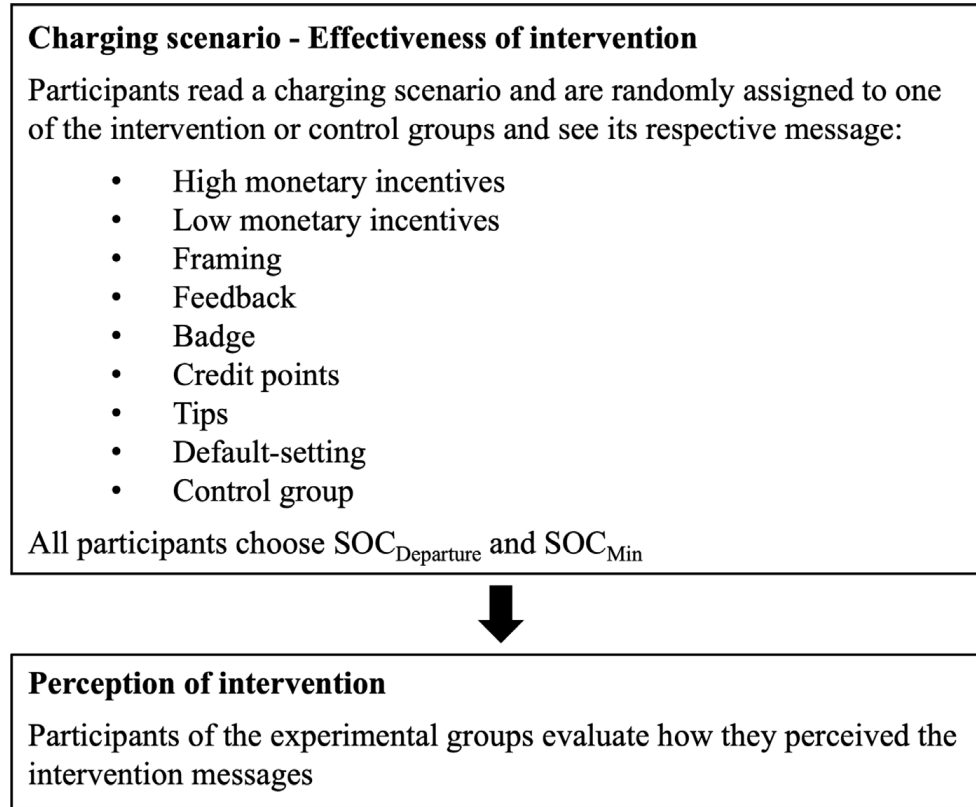 Charging scenario - Effectiveness of intervention
Participants read a charging scenario and are randomly assigned to one
of the intervention or control groups and see its respective message:
• High monetary incentives
• Low monetary incentives
• Framing
• Feedback
• Badge
• Credit points
• Tips
• Default-setting
• Control group
All participants choose SOC_Departure and SOC_Min
Perception of intervention
Participants of the experimental groups evaluate how they perceived the
intervention messages